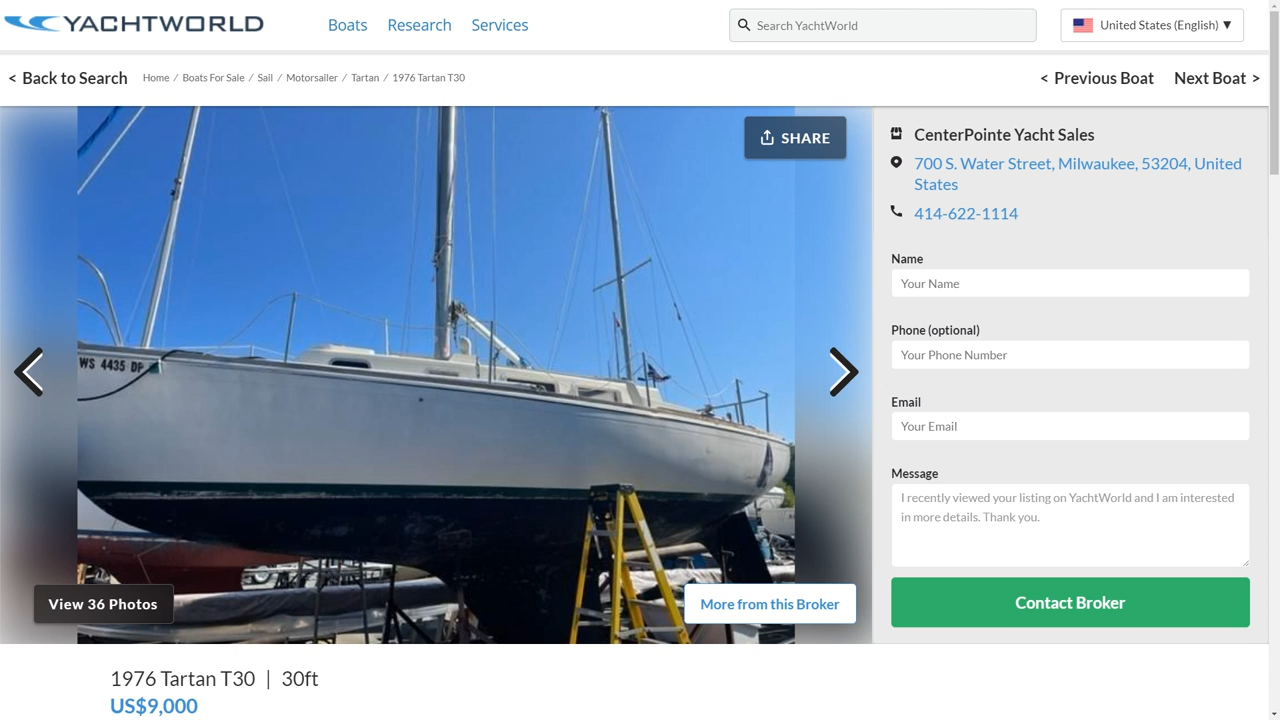 YACHTWORLD
Boats
Research
Services
Search YachtWorld
United States (English) ▼
< Back to Search
Home / Boats For Sale / Sail / Motorsailer / Tartan / 1976 Tartan T30
< Previous Boat
Next Boat >
SHARE
WS 4435 DP
View 36 Photos
More from this Broker
CenterPointe Yacht Sales
700 S. Water Street, Milwaukee, 53204, United
States
414-622-1114
Name
Your Name
Phone (optional)
Your Phone Number
Email
Your Email
Message
I recently viewed your listing on YachtWorld and I am interested
in more details. Thank you.
Contact Broker
1976 Tartan T30 | 30ft
US$9,000